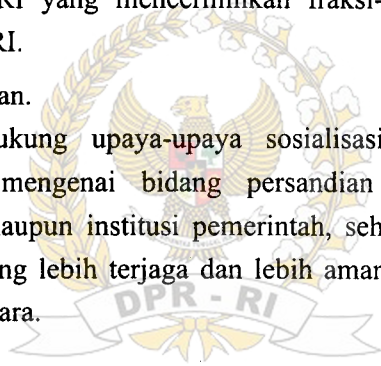 RI yang mencerminkan fraksi-
RI.
an.
ukung upaya-upaya sosialisasi
mengenai bidang persandian
aupun institusi pemerintah, seh
ng lebih terjaga dan lebih aman
ara.
DPR - RI